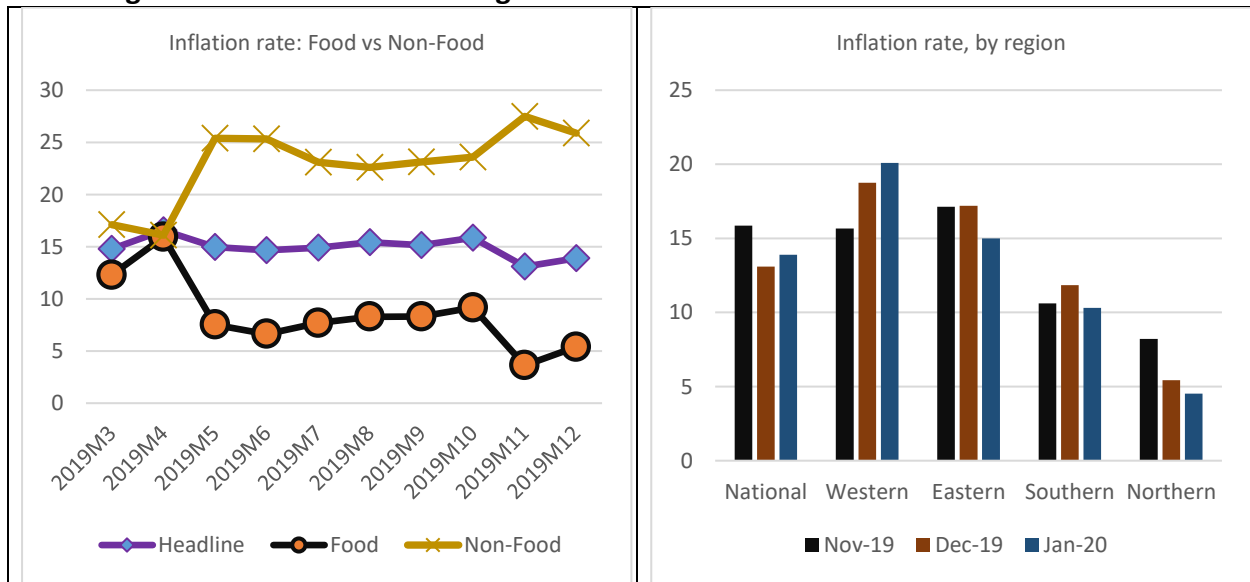 Inflation rate: Food vs Non-Food
30
25
20
15
10
5
0
2019M3
2019M4
2019M5
2019M6
2019M7
2019M8
2019M9
2019M10
2019M11
2019M12
Headline Food Non-Food
Inflation rate, by region
25
20
15
10
5
0
National Western Eastern Southern Northern
Nov-19 Dec-19 Jan-20